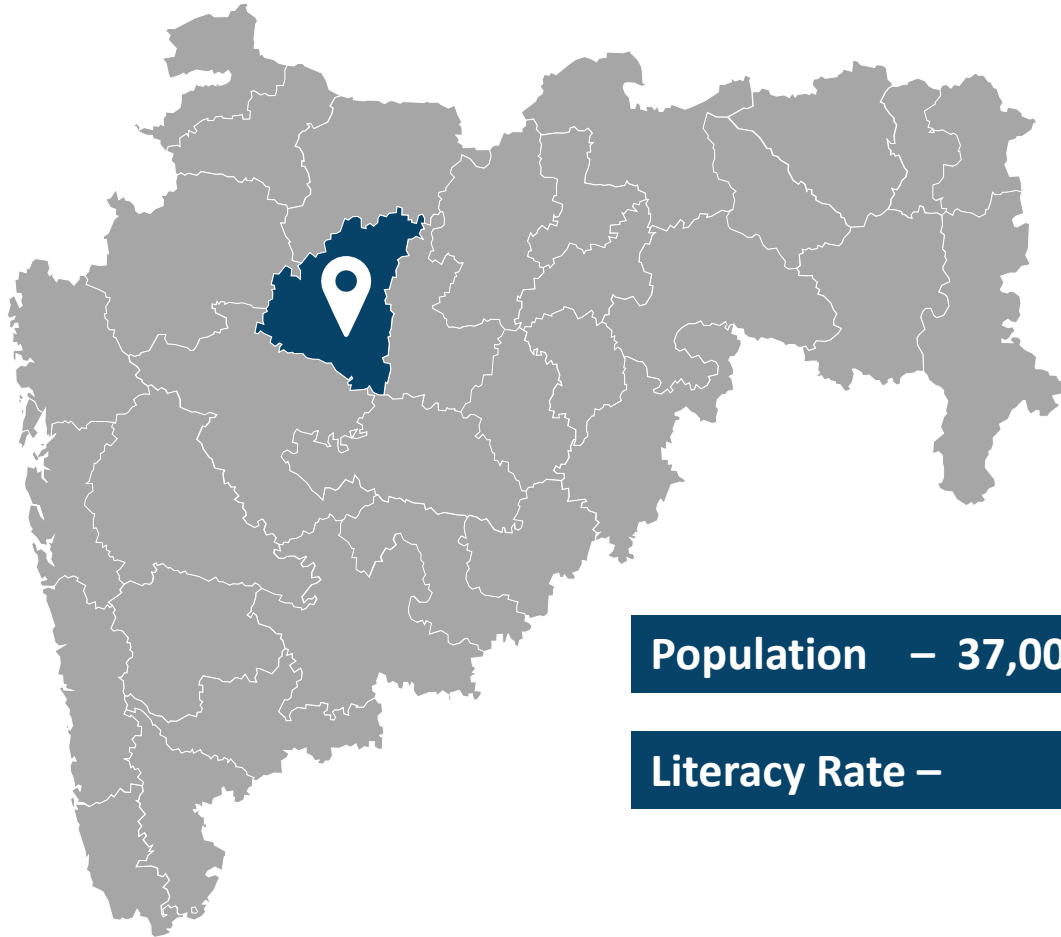 Population – 37,00
Literacy Rate –